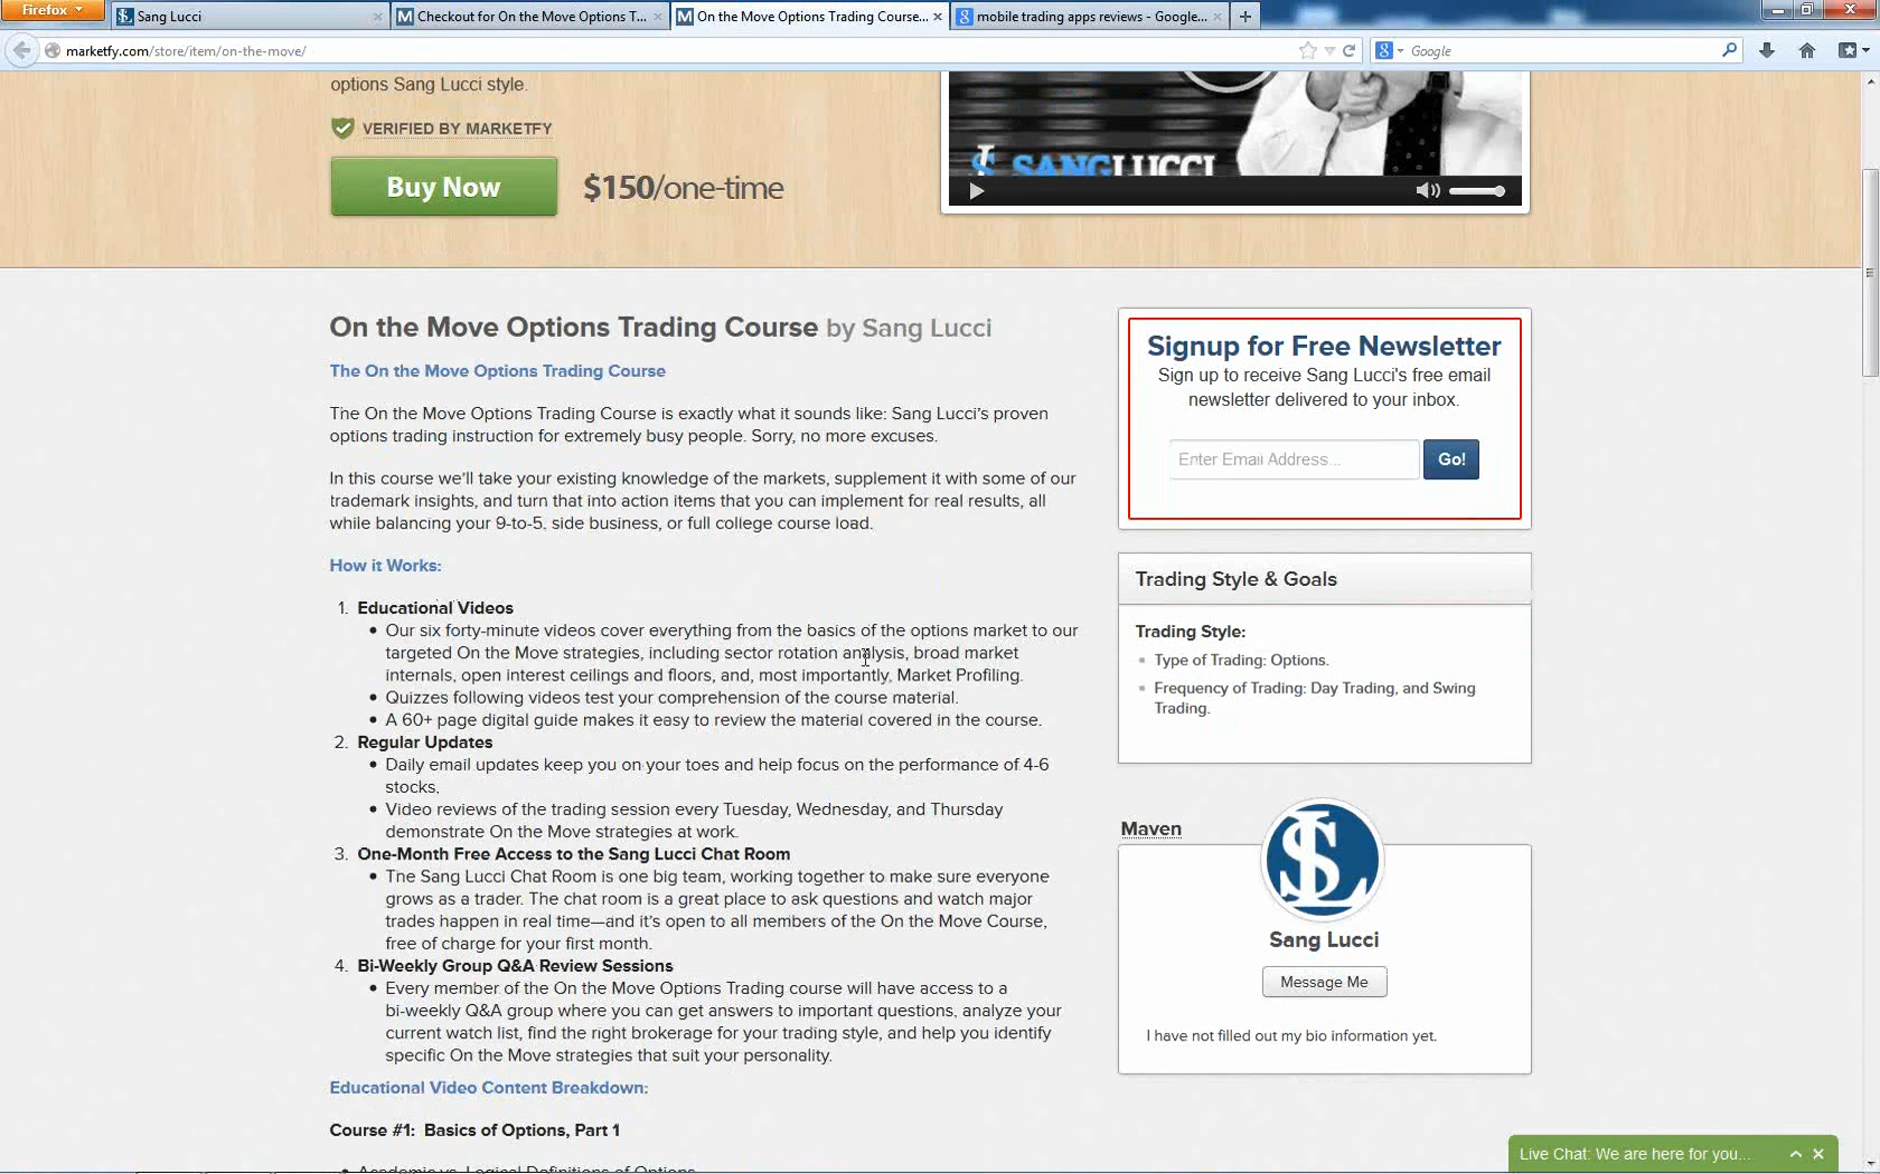 Firefox
Sang Lucci
Checkout for On the Move Options T...
On the Move Options Trading Course...
mobile trading apps reviews - Google...
marketfy.com/store/item/on-the-move/
Google
options Sang Lucci style.
VERIFIED BY MARKETFY
Buy Now
$150/one-time
SANGLUCCI
On the Move Options Trading Course by Sang Lucci
The On the Move Options Trading Course
The On the Move Options Trading Course is exactly what it sounds like: Sang Lucci's proven
options trading instruction for extremely busy people. Sorry, no more excuses.
In this course we'll take your existing knowledge of the markets, supplement it with some of our
trademark insights, and turn that into action items that you can implement for real results, all
while balancing your 9-to-5, side business, or full college course load.
How it Works:
1. Educational Videos
• Our six forty-minute videos cover everything from the basics of the options market to our
targeted On the Move strategies, including sector rotation analysis, broad market
internals, open interest ceilings and floors, and, most importantly, Market Profiling.
• Quizzes following videos test your comprehension of the course material.
• A 60+ page digital guide makes it easy to review the material covered in the course.
2. Regular Updates
• Daily email updates keep you on your toes and help focus on the performance of 4-6
stocks.
• Video reviews of the trading session every Tuesday, Wednesday, and Thursday
demonstrate On the Move strategies at work.
3. One-Month Free Access to the Sang Lucci Chat Room
• The Sang Lucci Chat Room is one big team, working together to make sure everyone
grows as a trader. The chat room is a great place to ask questions and watch major
trades happen in real time—and it's open to all members of the On the Move Course,
free of charge for your first month.
4. Bi-Weekly Group Q&A Review Sessions
• Every member of the On the Move Options Trading course will have access to a
bi-weekly Q&A group where you can get answers to important questions, analyze your
current watch list, find the right brokerage for your trading style, and help you identify
specific On the Move strategies that suit your personality.
Educational Video Content Breakdown:
Course #1: Basics of Options, Part 1
• Academic vs. Logical Definitions of Options
Signup for Free Newsletter
Sign up to receive Sang Lucci's free email
newsletter delivered to your inbox.
Enter Email Address...
Go!
Trading Style & Goals
Trading Style:
Type of Trading: Options.
Frequency of Trading: Day Trading, and Swing
Trading.
Maven
Sang Lucci
Message Me
I have not filled out my bio information yet.
Live Chat: We are here for you...